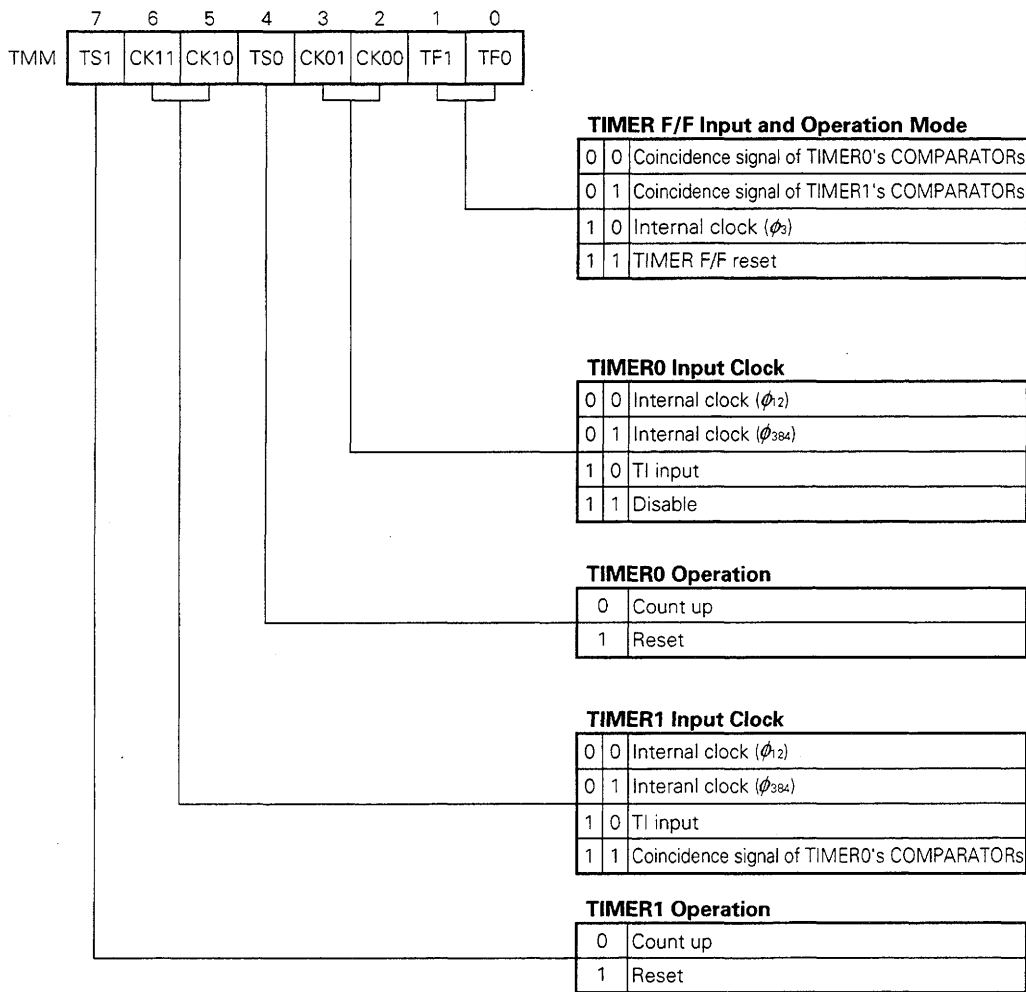 7 6 5 4 3 2 1 0
TMM TS1 CK11 CK10 TS0 CK01 CK00 TF1 TF0
TIMER F/F Input and Operation Mode
0 0 Coincidence signal of TIMER0's COMPARATORs
0 1 Coincidence signal of TIMER1's COMPARATORs
1 0 Internal clock (ϕ3)
1 1 TIMER F/F reset
TIMER0 Input Clock
0 0 Internal clock (ϕ12)
0 1 Internal clock (ϕ384)
1 0 TI input
1 1 Disable
TIMER0 Operation
0 Count up
1 Reset
TIMER1 Input Clock
0 0 Internal clock (ϕ12)
0 1 Interanl clock (ϕ384)
1 0 TI input
1 1 Coincidence signal of TIMER0's COMPARATORs
TIMER1 Operation
0 Count up
1 Reset